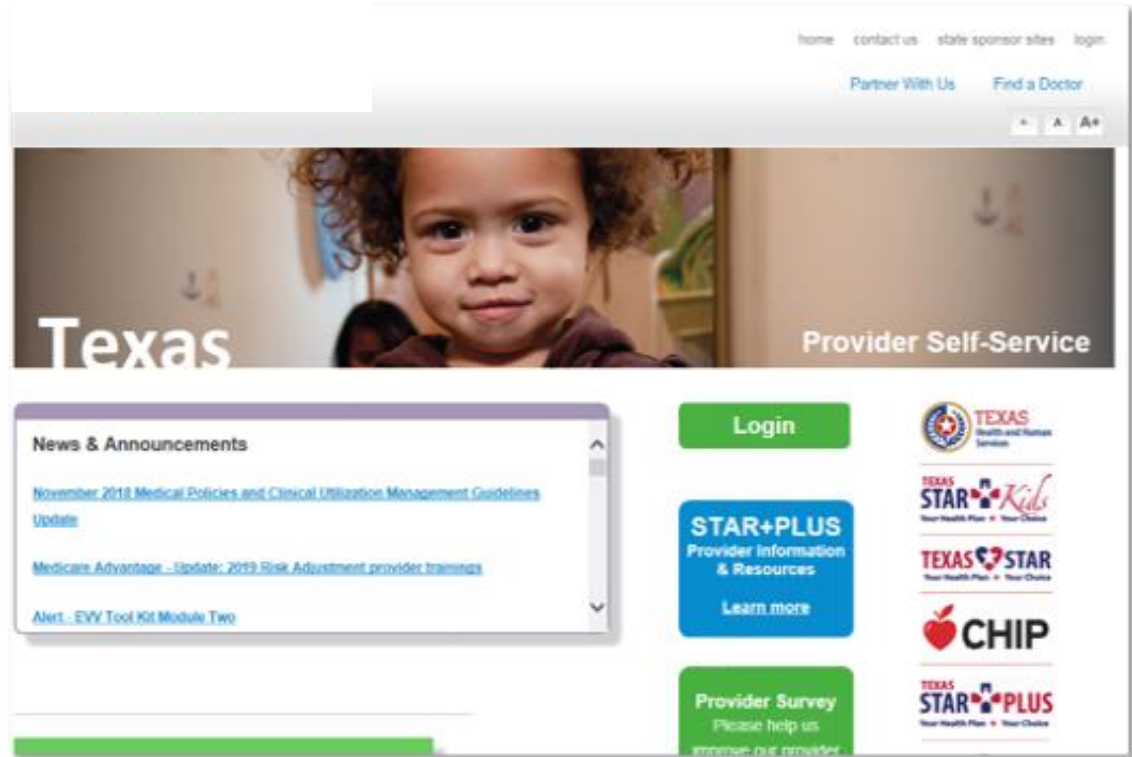 home contact us state sponsor sites login
Partner With Us Find a Doctor
A A+
Texas
Provider Self-Service
News & Announcements
November 2018 Medical Policies and Clinical Utilization Management Guidelines
Update
Medicare Advantage - Update: 2019 Risk Adjustment provider trainings
Alert - EVV Tool Kit Module Two
Login
STAR+PLUS
Provider Information
& Resources
Learn more
Provider Survey
Please help us
improve our provider
TEXAS
Health and Human
Services
TEXAS
STAR Kids
Your Health Plan ★ Your Choice
TEXAS STAR
Your Health Plan ★ Your Choice
CHIP
TEXAS
STAR PLUS
Your Health Plan ★ Your Choice